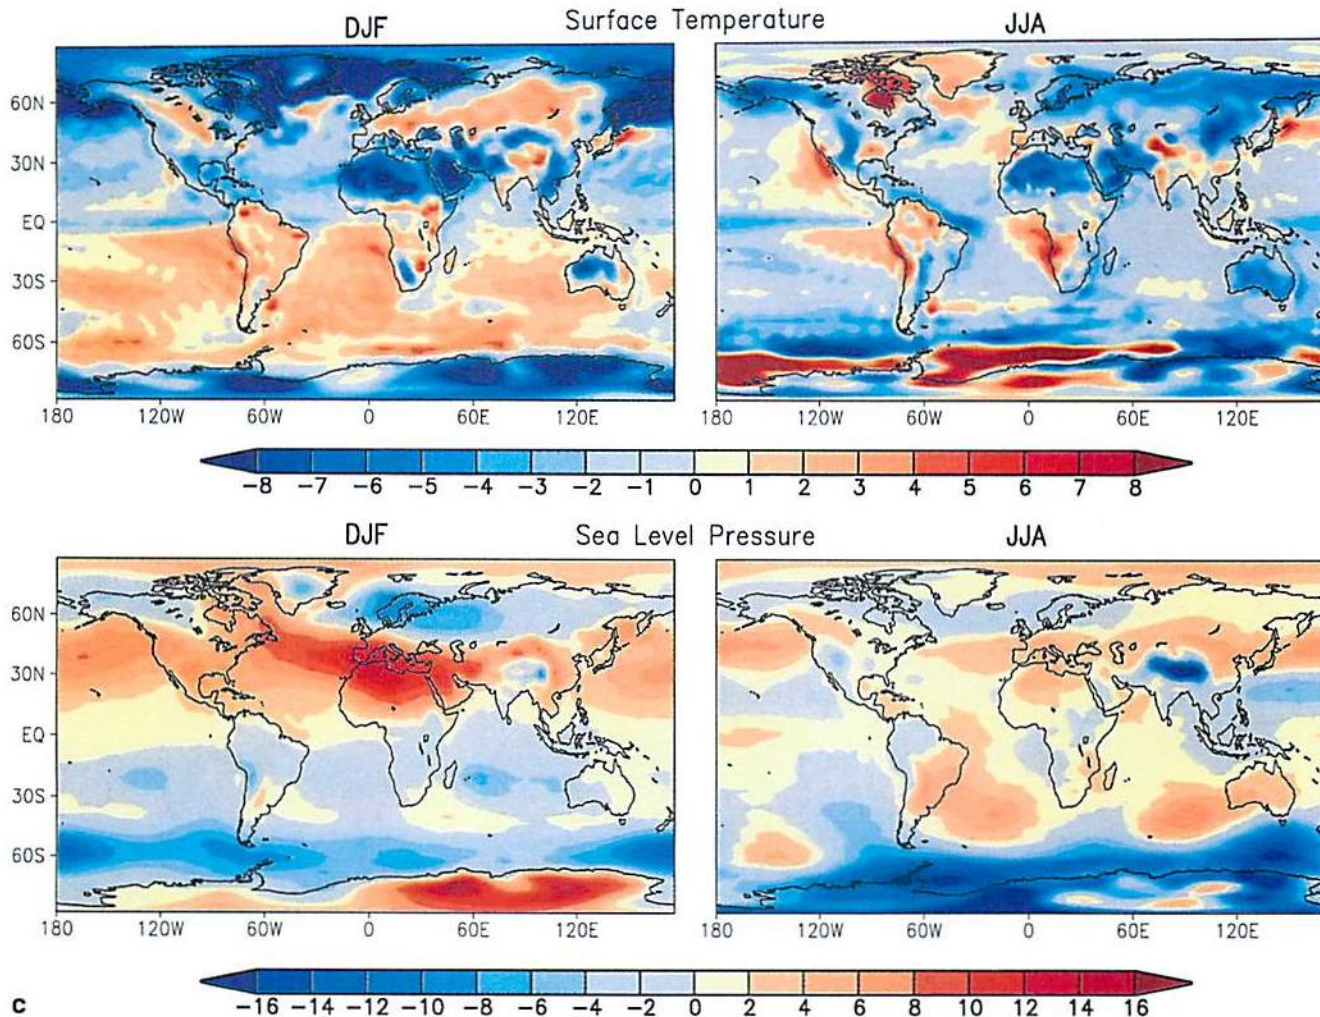 Surface Temperature
DJF JJA
60N
30N
EQ
30S
60S
180 120W 60W 0 60E 120E 180 120W 60W 0 60E 120E
-8 -7 -6 -5 -4 -3 -2 -1 0 1 2 3 4 5 6 7 8
DJF Sea Level Pressure JJA
60N
30N
EQ
30S
60S
180 120W 60W 0 60E 120E 180 120W 60W 0 60E 120E
-16 -14 -12 -10 -8 -6 -4 -2 0 2 4 6 8 10 12 14 16
C